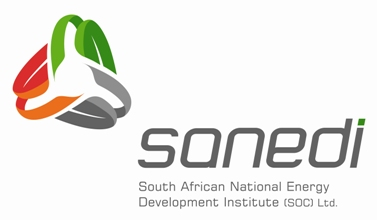 sanedi
South African National Energy
Development Institute (SOC) Ltd.